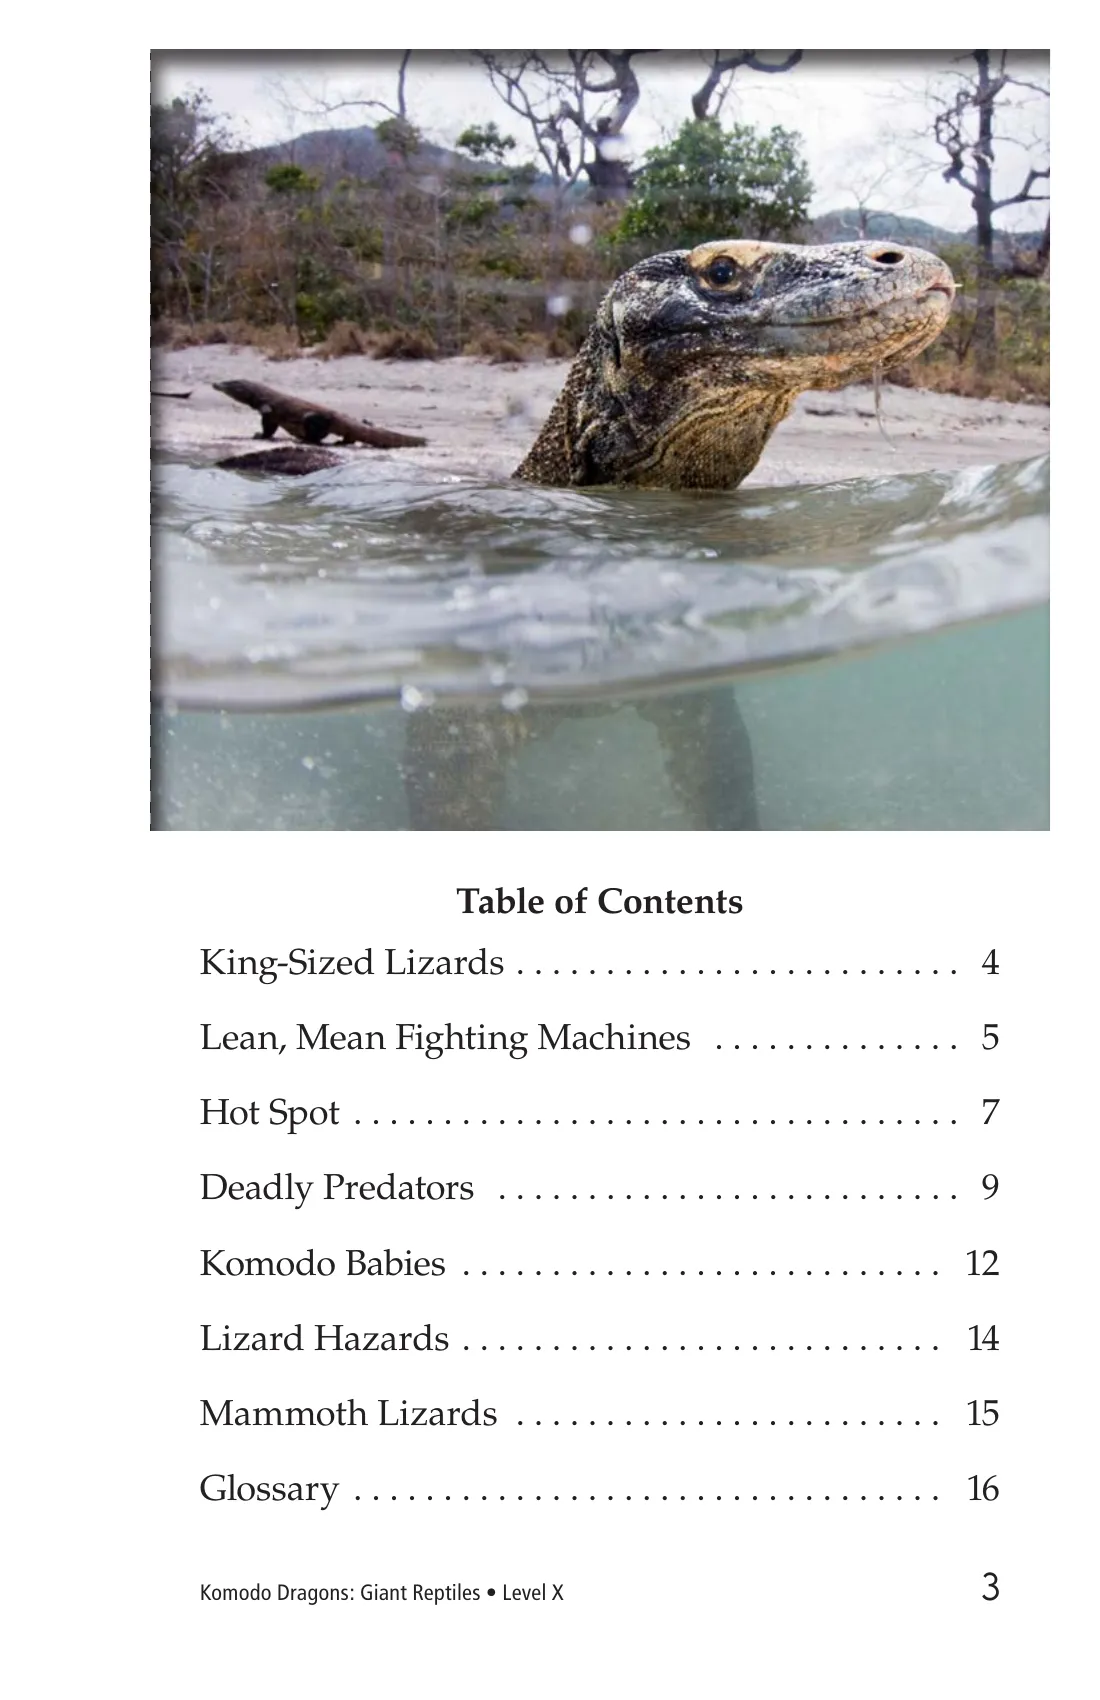 Table of Contents
King-Sized Lizards . . . . . . . . . . . . . . . . . . . . . . . . . 4
Lean, Mean Fighting Machines . . . . . . . . . . . . . . 5
Hot Spot . . . . . . . . . . . . . . . . . . . . . . . . . . . . . . . . . . 7
Deadly Predators . . . . . . . . . . . . . . . . . . . . . . . . . . 9
Komodo Babies . . . . . . . . . . . . . . . . . . . . . . . . . . . 12
Lizard Hazards . . . . . . . . . . . . . . . . . . . . . . . . . . . 14
Mammoth Lizards . . . . . . . . . . . . . . . . . . . . . . . . 15
Glossary . . . . . . . . . . . . . . . . . . . . . . . . . . . . . . . . . 16
Komodo Dragons: Giant Reptiles • Level X 3